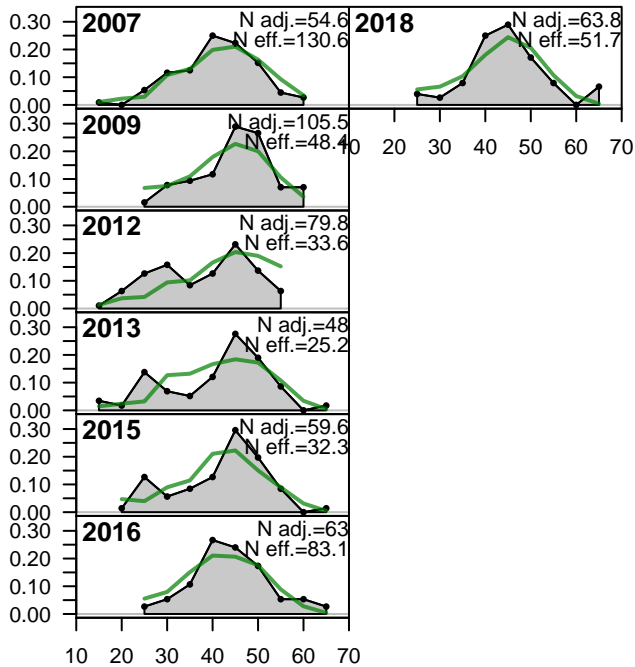 0.30
0.20
0.10
0.00
2007
N adj.=54.6
N eff.=130.6
2018
N adj.=63.8
N eff.=51.7
0.30
0.20
0.10
0.00
2009
N adj.=105.5
N eff.=48.4
10 20 30 40 50 60 70
0.30
0.20
0.10
0.00
2012
N adj.=79.8
N eff.=33.6
0.30
0.20
0.10
0.00
2013
N adj.=48
N eff.=25.2
0.30
0.20
0.10
0.00
2015
N adj.=59.6
N eff.=32.3
0.30
0.20
0.10
0.00
2016
N adj.=63
N eff.=83.1
10 20 30 40 50 60 70